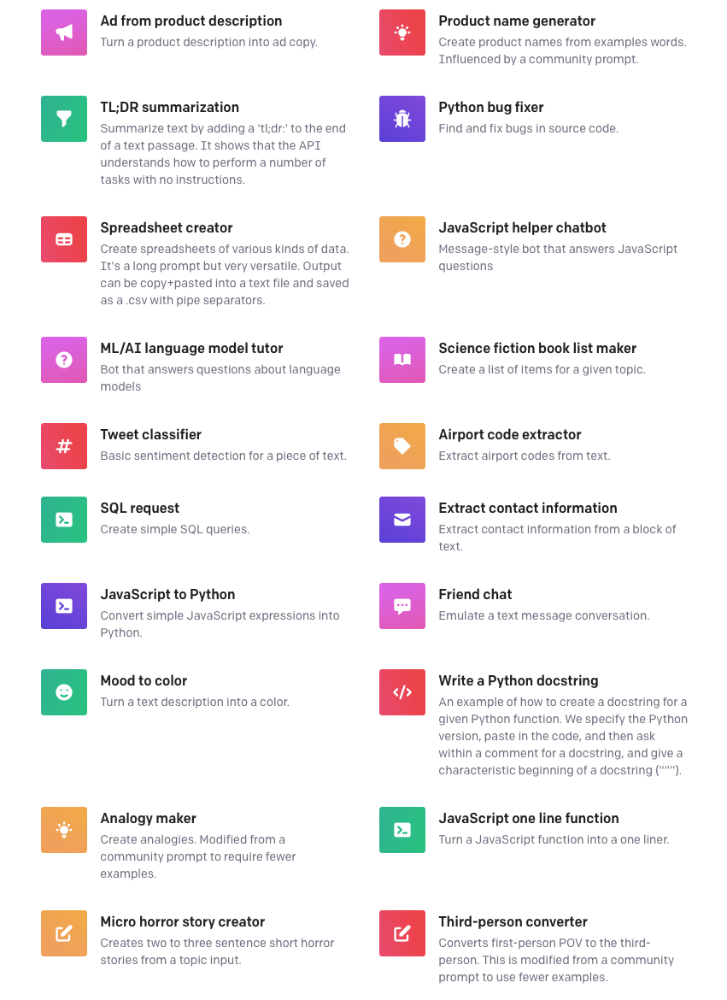 Ad from product description
Turn a product description into ad copy.
Product name generator
Create product names from examples words.
Influenced by a community prompt.
TL;DR summarization
Summarize text by adding a 'tl;dr:' to the end
of a text passage. It shows that the API
understands how to perform a number of
tasks with no instructions.
Python bug fixer
Find and fix bugs in source code.
Spreadsheet creator
Create spreadsheets of various kinds of data.
It's a long prompt but very versatile. Output
can be copy+pasted into a text file and saved
as a .csv with pipe separators.
JavaScript helper chatbot
Message-style bot that answers JavaScript
questions
ML/AI language model tutor
Bot that answers questions about language
models
Science fiction book list maker
Create a list of items for a given topic.
Tweet classifier
Basic sentiment detection for a piece of text.
Airport code extractor
Extract airport codes from text.
SQL request
Create simple SQL queries.
Extract contact information
Extract contact information from a block of
text.
JavaScript to Python
Convert simple JavaScript expressions into
Python.
Friend chat
Emulate a text message conversation.
Mood to color
Turn a text description into a color.
Write a Python docstring
An example of how to create a docstring for a
given Python function. We specify the Python
version, paste in the code, and then ask
within a comment for a docstring, and give a
characteristic beginning of a docstring (""").
Analogy maker
Create analogies. Modified from a
community prompt to require fewer
examples.
JavaScript one line function
Turn a JavaScript function into a one liner.
Micro horror story creator
Creates two to three sentence short horror
stories from a topic input.
Third-person converter
Converts first-person POV to the third-
person. This is modified from a community
prompt to use fewer examples.